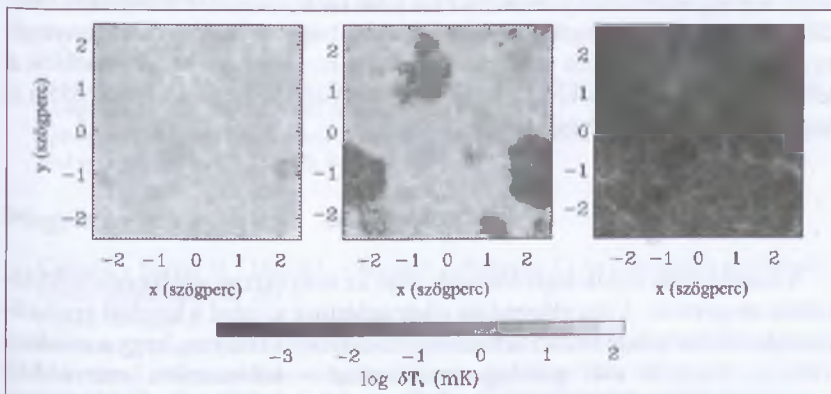 2 2 2
1 1 1
y (szögperc) 0 0 0
-1 -1 -1
-2 -2 -2
-2 -1 0 1 2 -2 -1 0 1 2 -2 -1 0 1 2
x (szögperc) x (szögperc) x (szögperc)
-3 -2 -1 0 1 2
log δTb (mK)